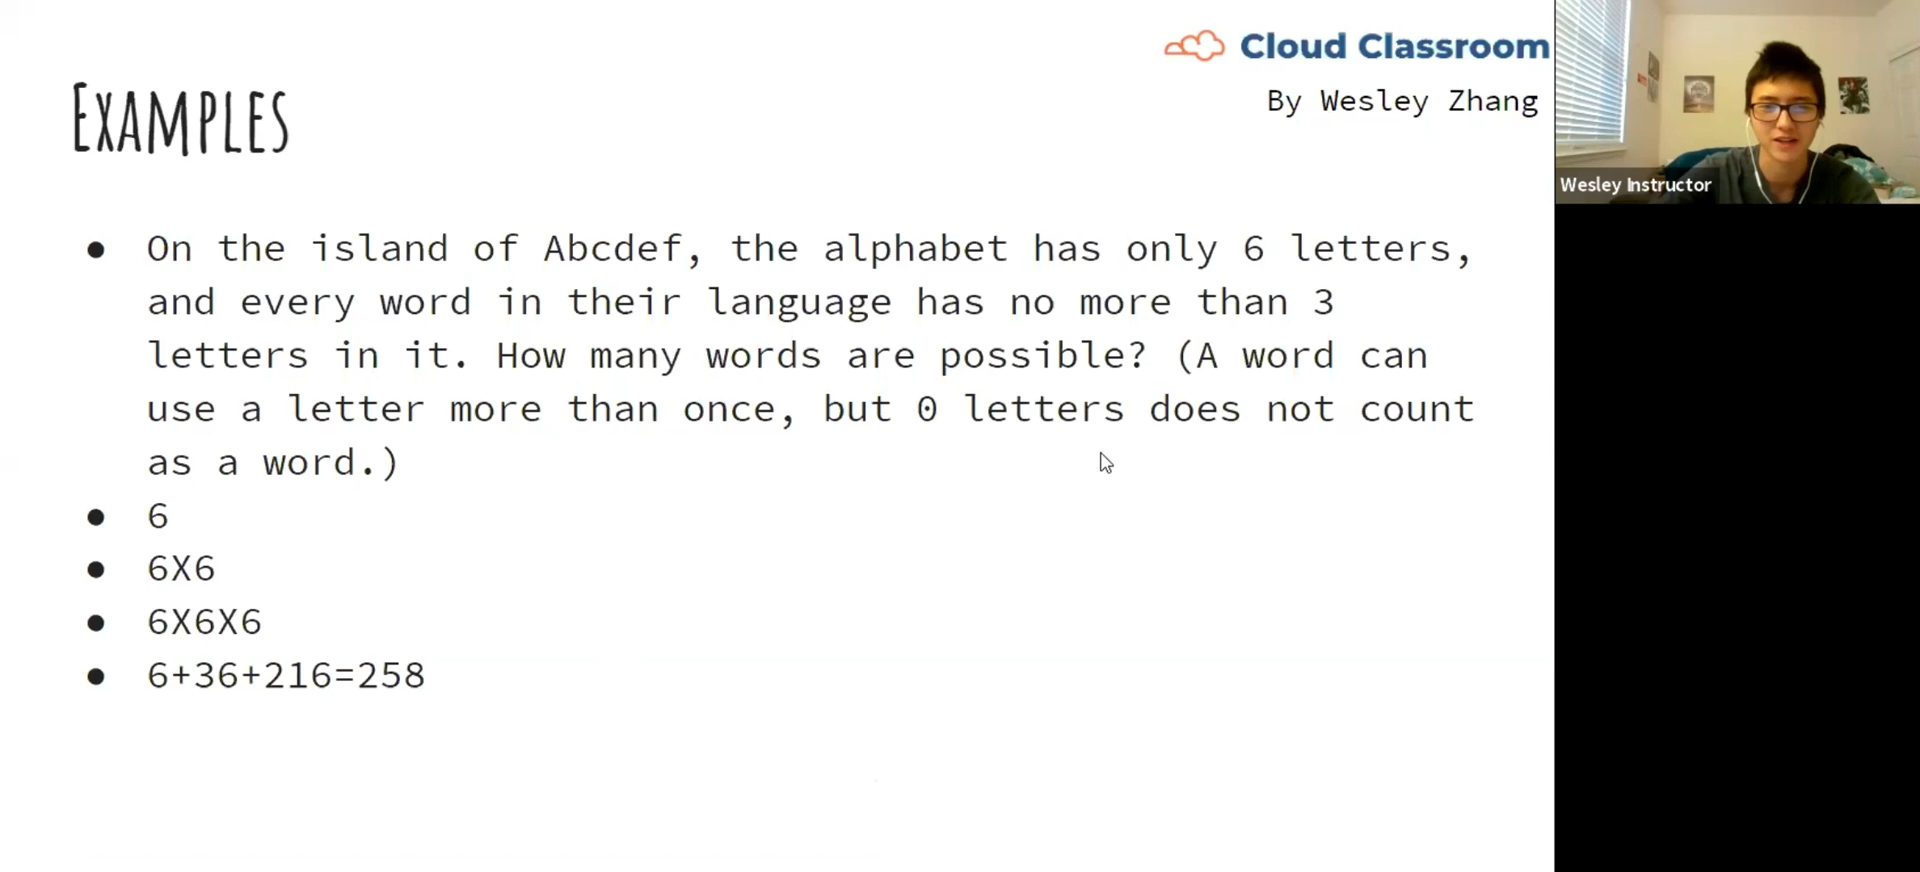 Cloud Classroom
By Wesley Zhang
EXAMPLES
Wesley Instructor
● On the island of Abcdef, the alphabet has only 6 letters,
and every word in their language has no more than 3
letters in it. How many words are possible? (A word can
use a letter more than once, but 0 letters does not count
as a word.)
● 6
● 6X6
● 6X6X6
● 6+36+216=258